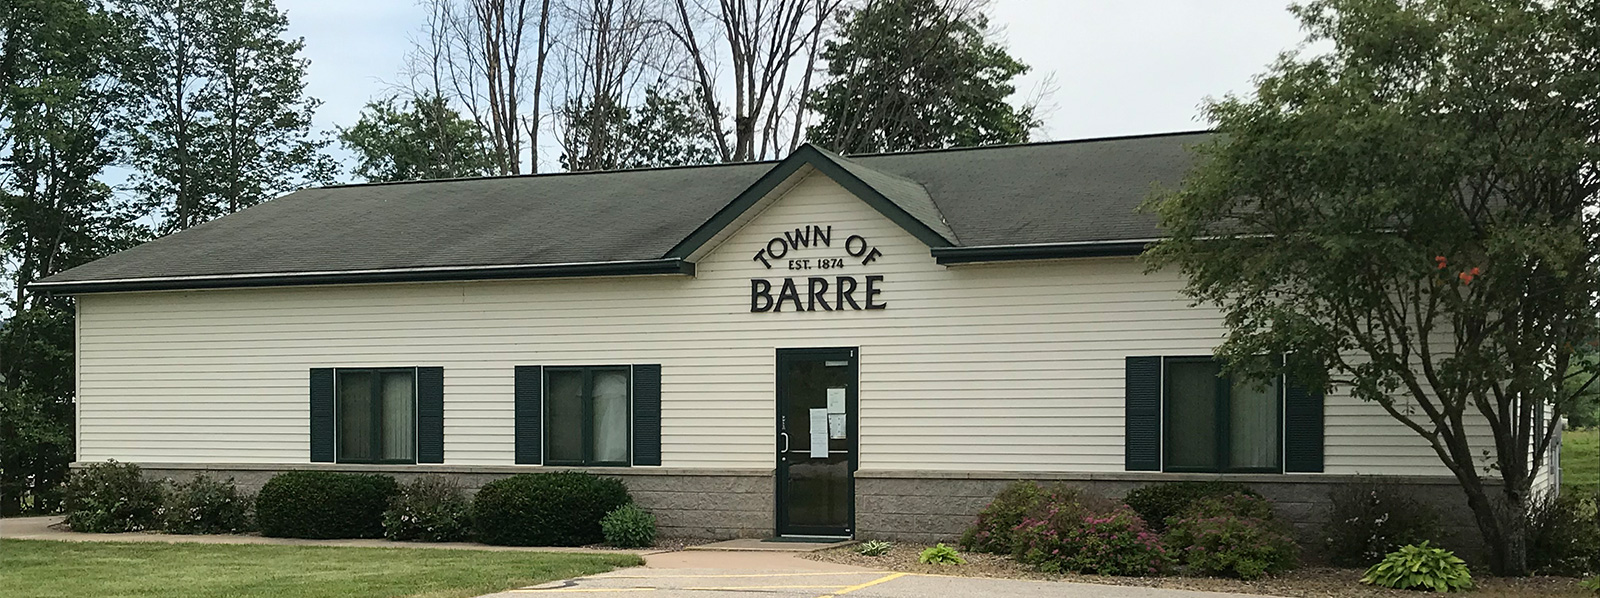 TOWN OF
EST. 1874
BARRE